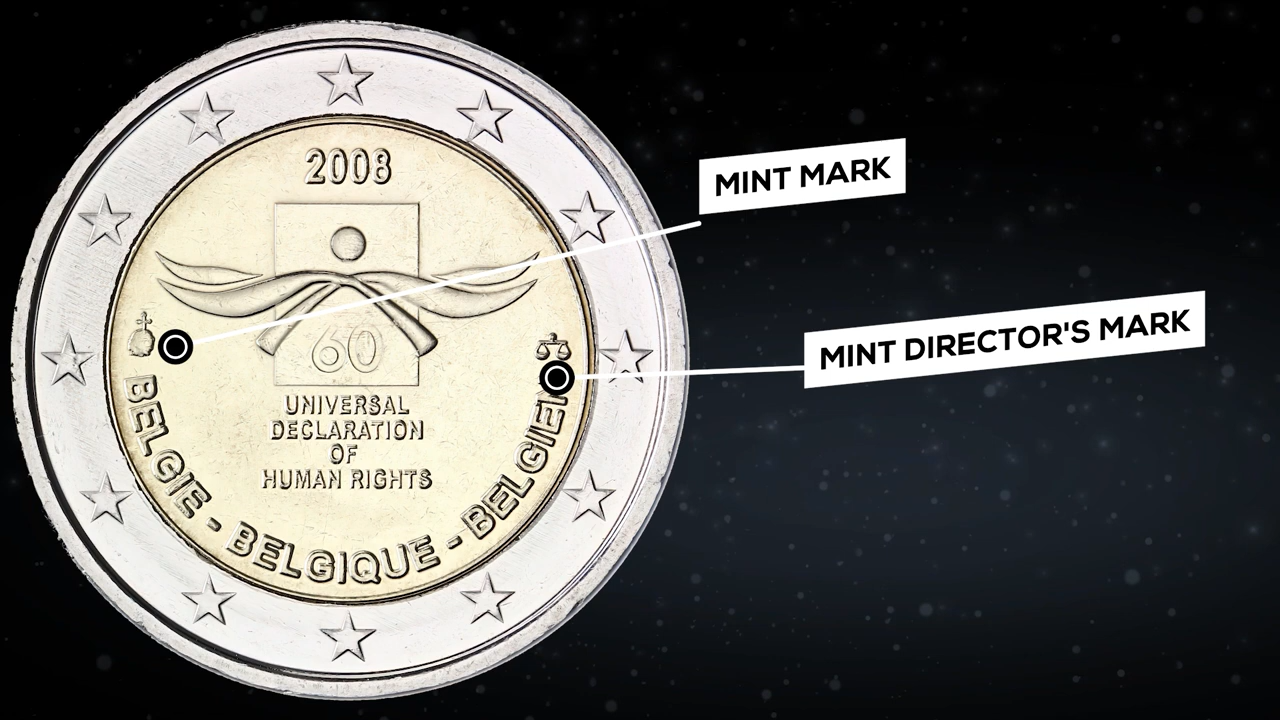 2008
60
UNIVERSAL
DECLARATION
OF
HUMAN RIGHTS
BELGIE - BELGIQUE - BELGIEN
MINT MARK
MINT DIRECTOR'S MARK